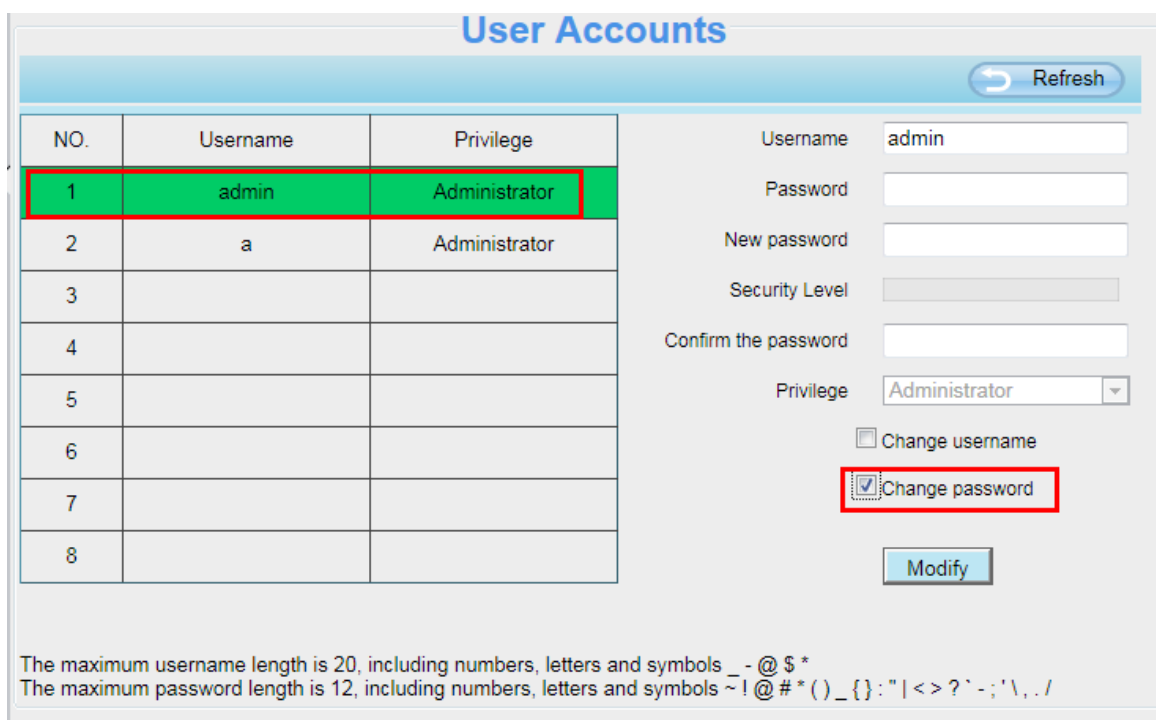 User Accounts
Refresh
NO. Username Privilege
1 admin Administrator
2 a Administrator
3
4
5
6
7
8
Username admin
Password
New password
Security Level
Confirm the password
Privilege Administrator
Change username
Change password
Modify
The maximum username length is 20, including numbers, letters and symbols _ - @ $ *
The maximum password length is 12, including numbers, letters and symbols ~ ! @ # * ( ) _ { } : " | < > ? ` - ; ' \ , . /